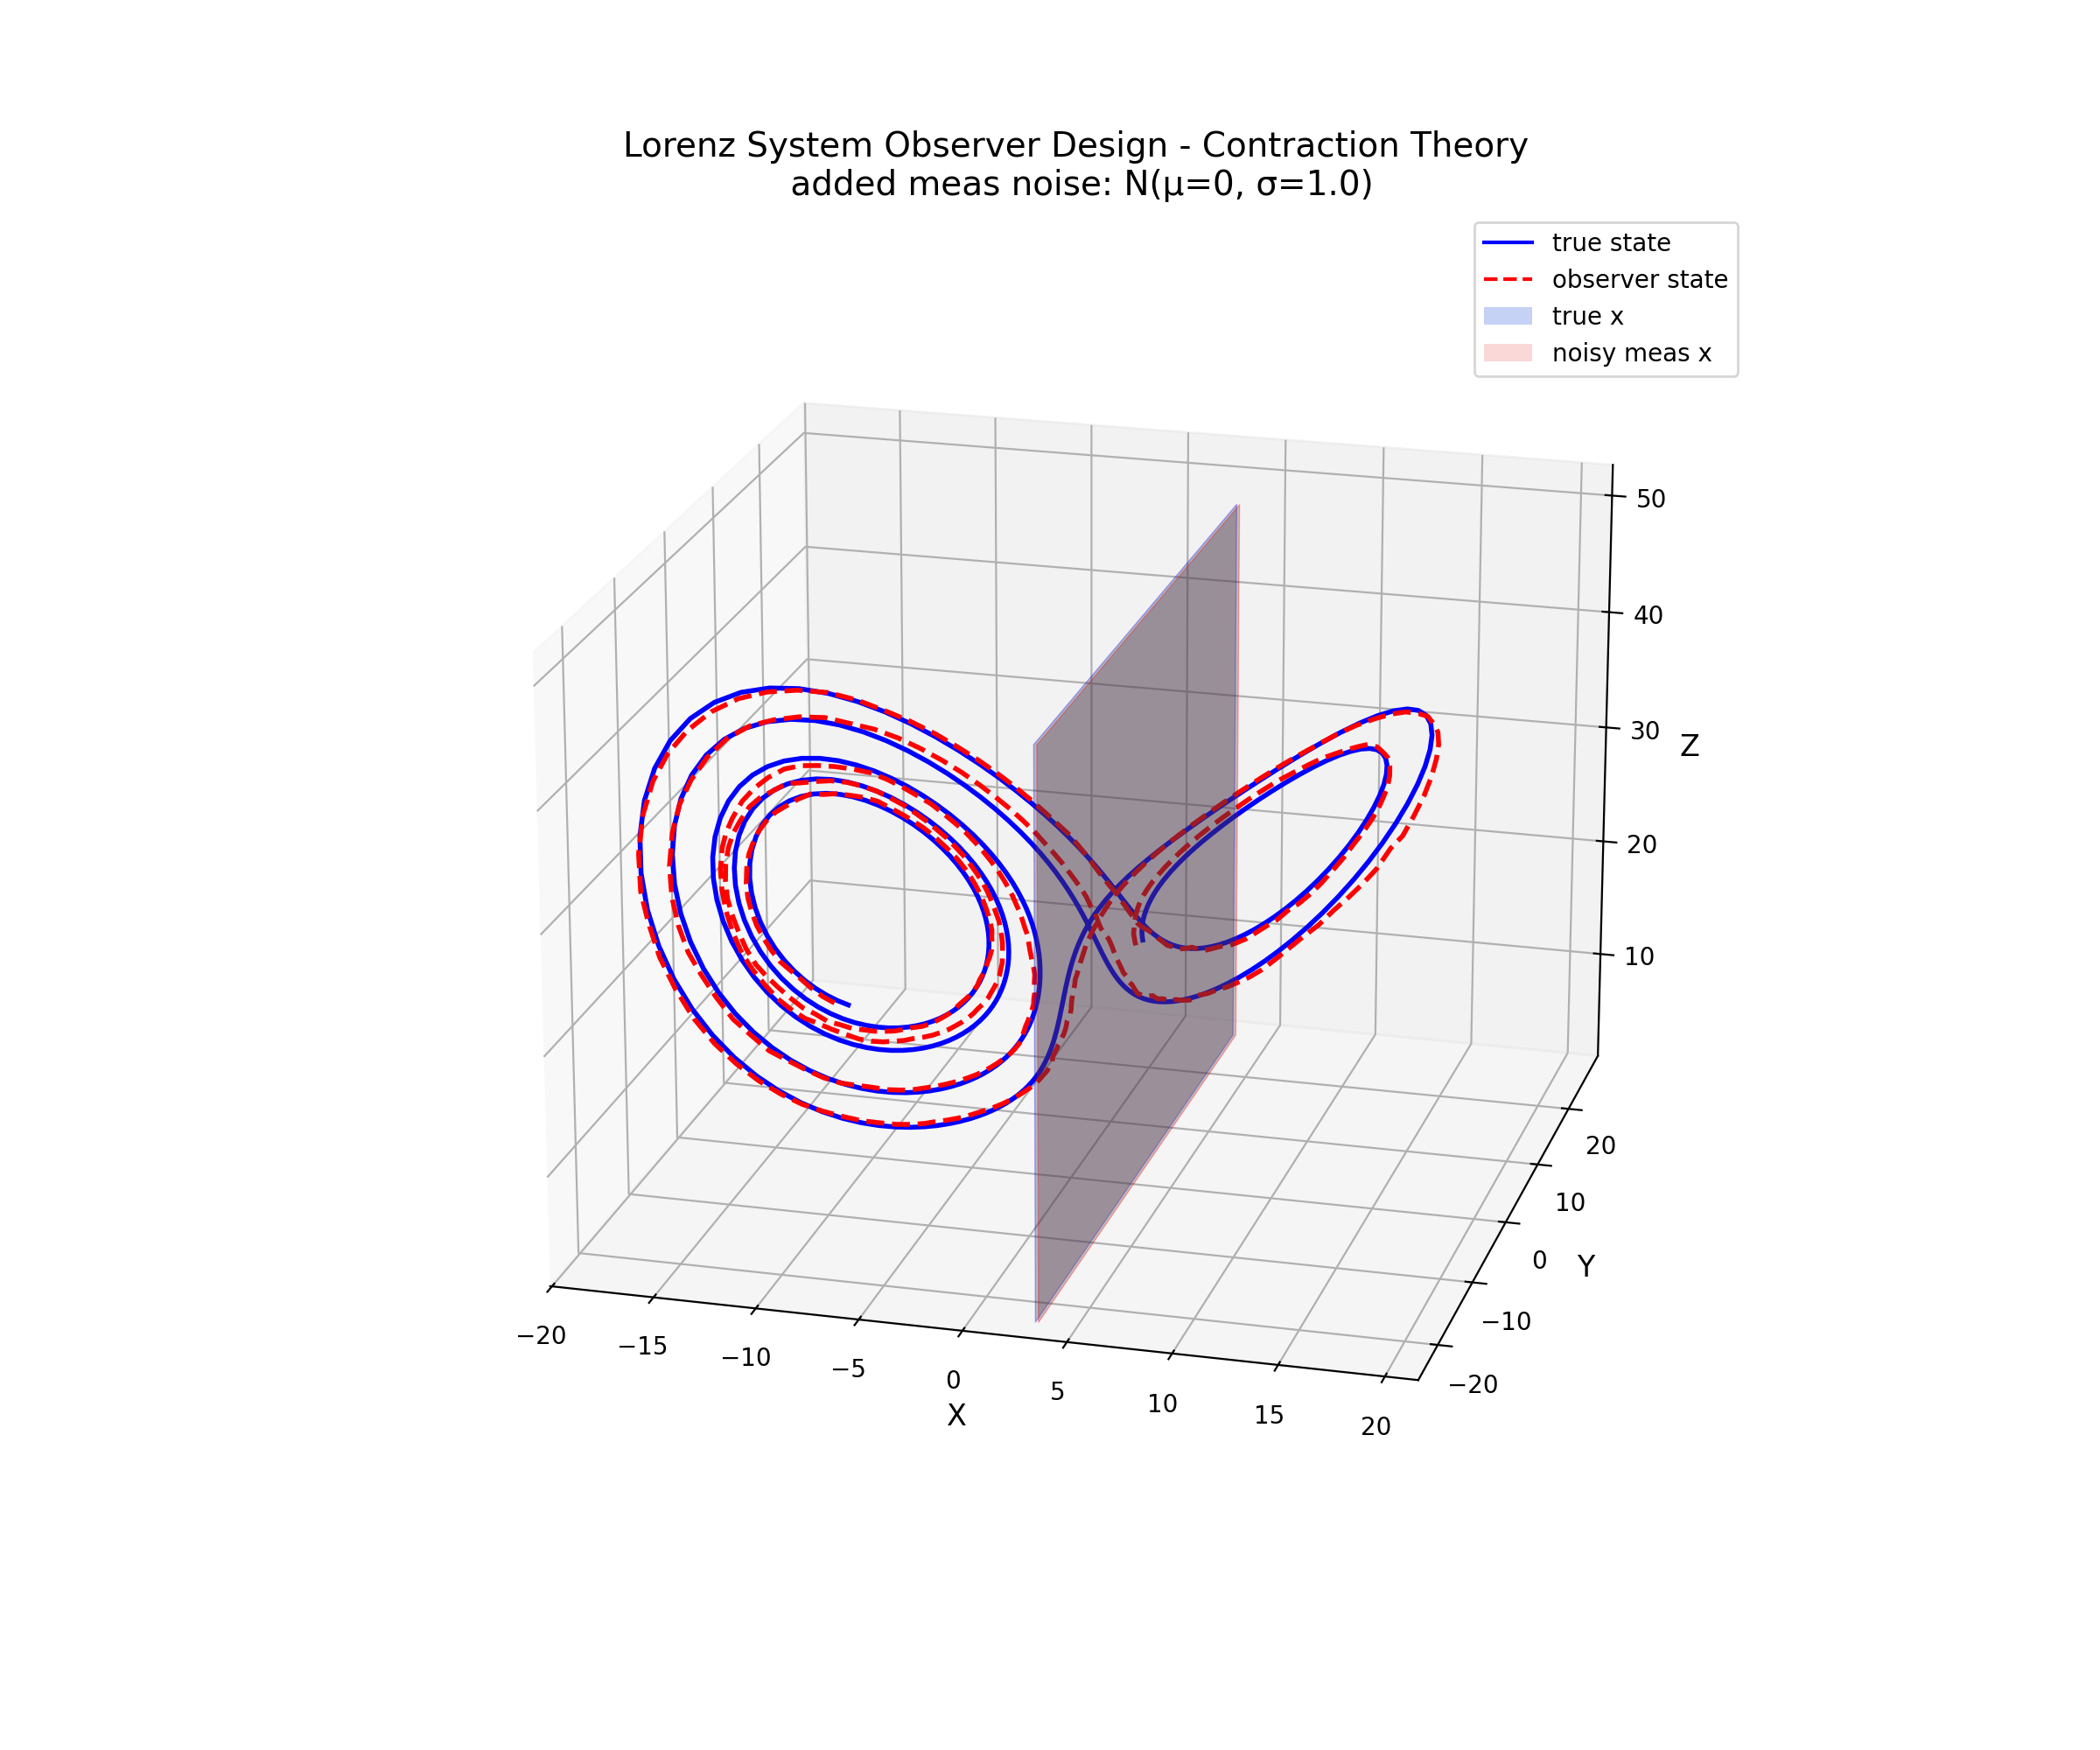 Lorenz System Observer Design - Contraction Theory
added meas noise: N(μ=0, σ=1.0)
true state
observer state
true x
noisy meas x
50
40
30
Z
20
10
20
10
0
Y
−10
−20
−20
−15
−10
−5
0
5
10
15
20
X